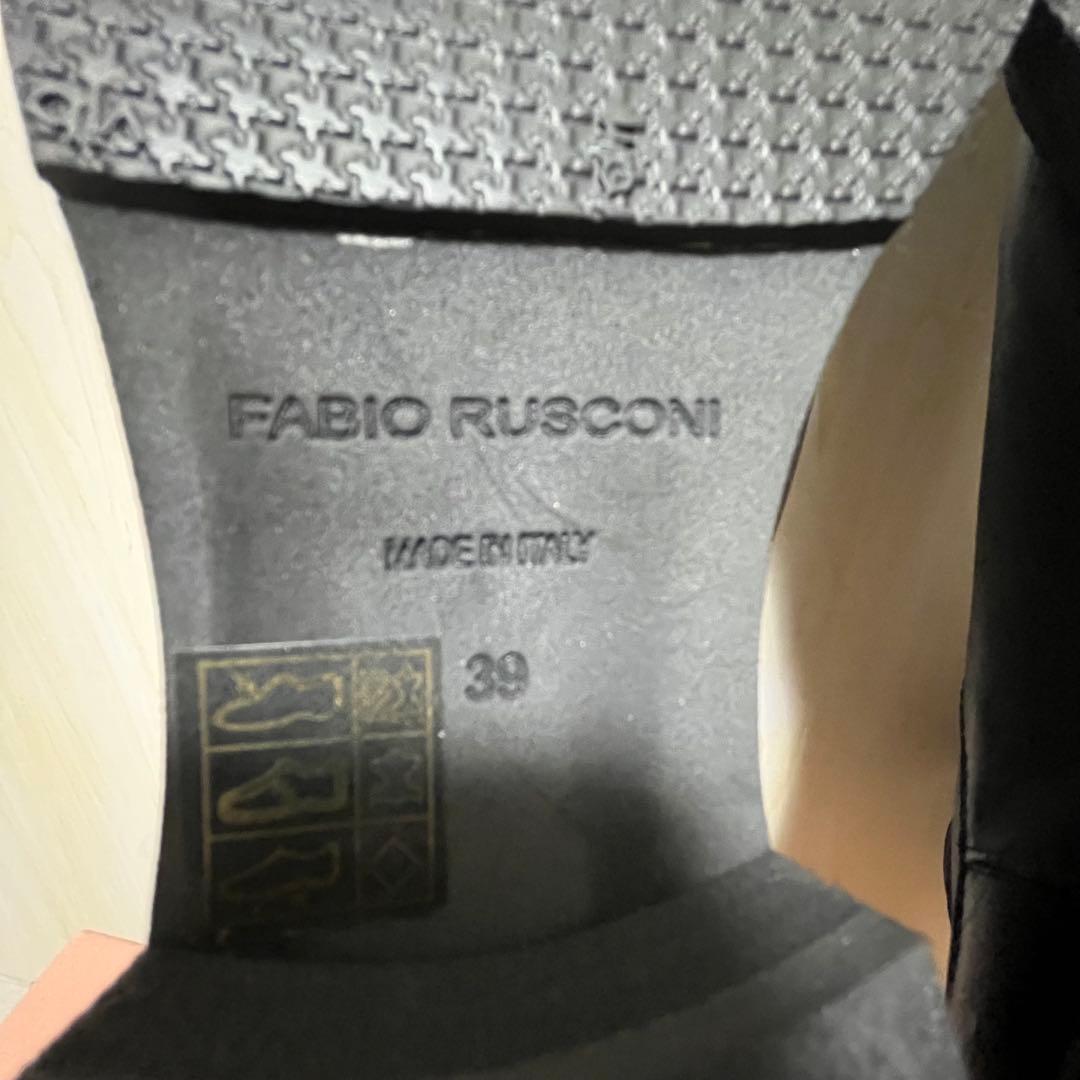 FABIO RUSCONI
MADE IN ITALY
39